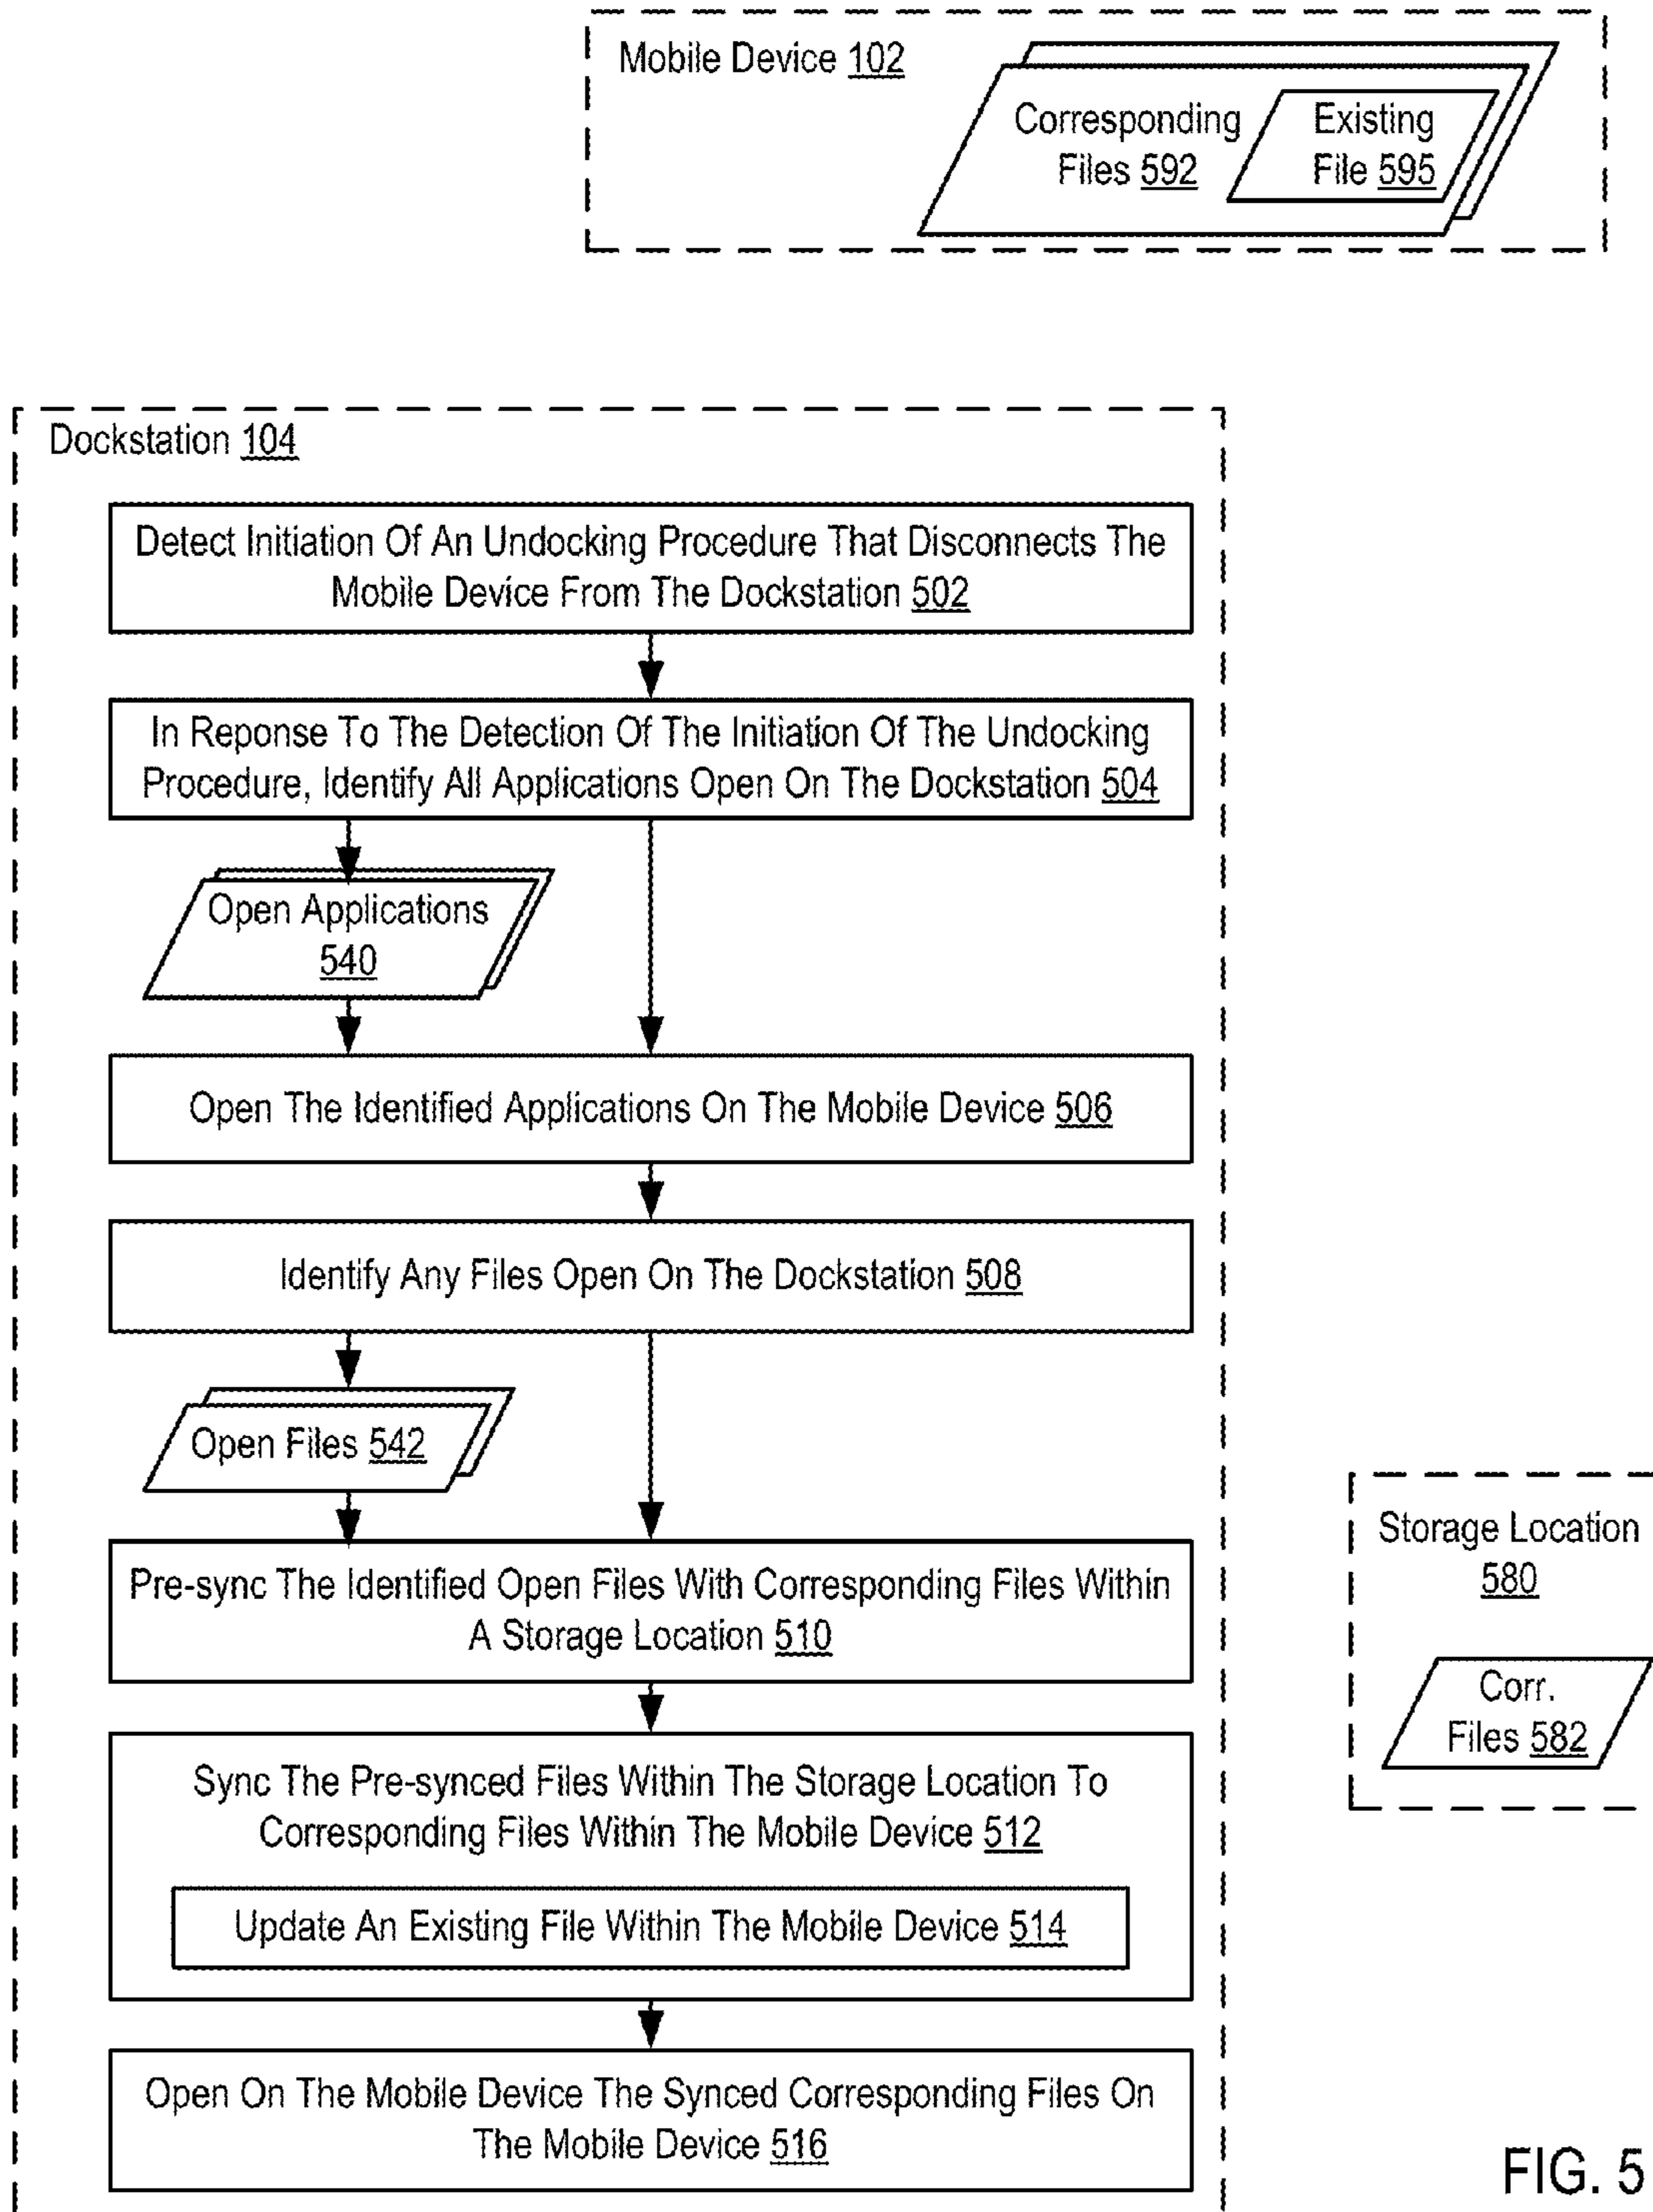 Mobile Device 102
Corresponding
Files 592
Existing
File 595
Dockstation 104
Detect Initiation Of An Undocking Procedure That Disconnects The
Mobile Device From The Dockstation 502
In Reponse To The Detection Of The Initiation Of The Undocking
Procedure, Identify All Applications Open On The Dockstation 504
Open Applications
540
Open The Identified Applications On The Mobile Device 506
Identify Any Files Open On The Dockstation 508
Open Files 542
Pre-sync The Identified Open Files With Corresponding Files Within
A Storage Location 510
Storage Location
580
Corr.
Files 582
Sync The Pre-synced Files Within The Storage Location To
Corresponding Files Within The Mobile Device 512
Update An Existing File Within The Mobile Device 514
Open On The Mobile Device The Synced Corresponding Files On
The Mobile Device 516
FIG. 5